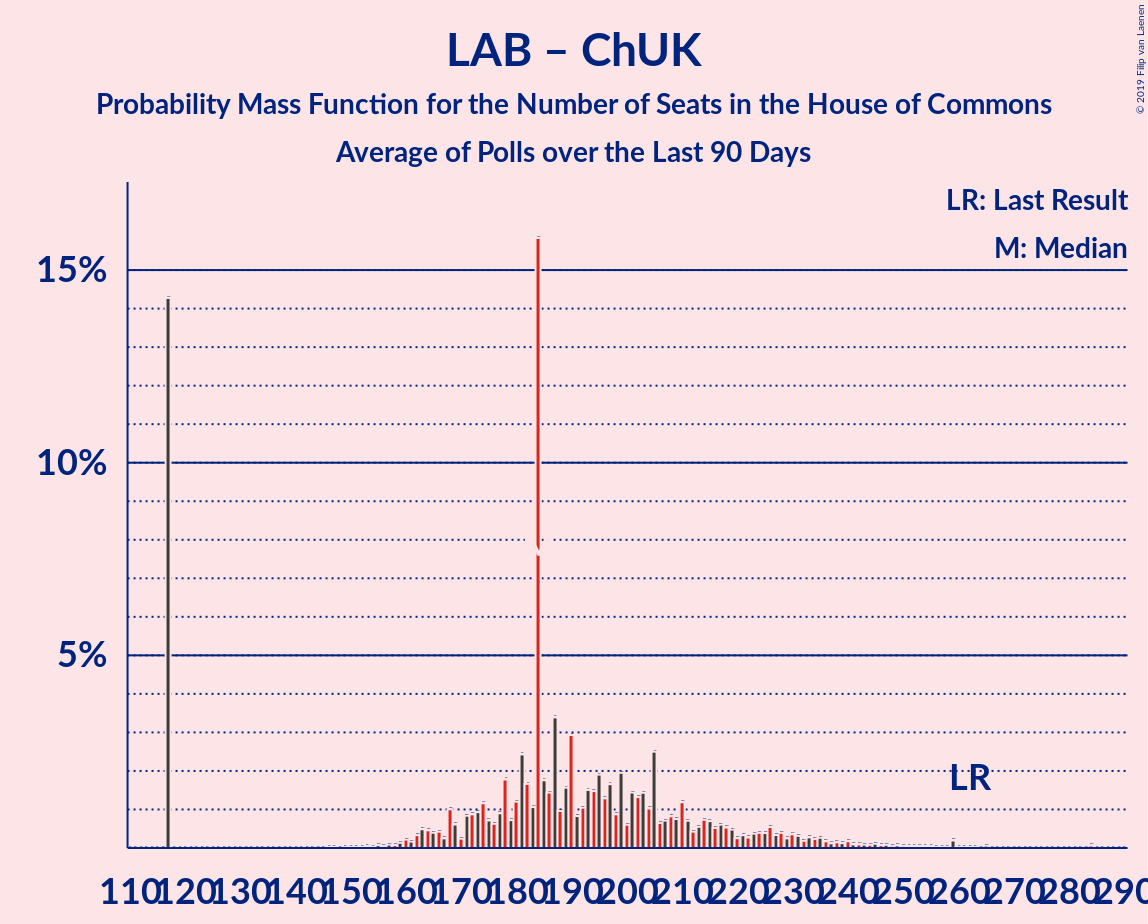 LAB – ChUK
Probability Mass Function for the Number of Seats in the House of Commons
Average of Polls over the Last 90 Days
© 2019 Filip van Laenen
LR: Last Result
M: Median
15%
10%
5%
LR
110 120 130 140 150 160 170 180 190 200 210 220 230 240 250 260 270 280 290